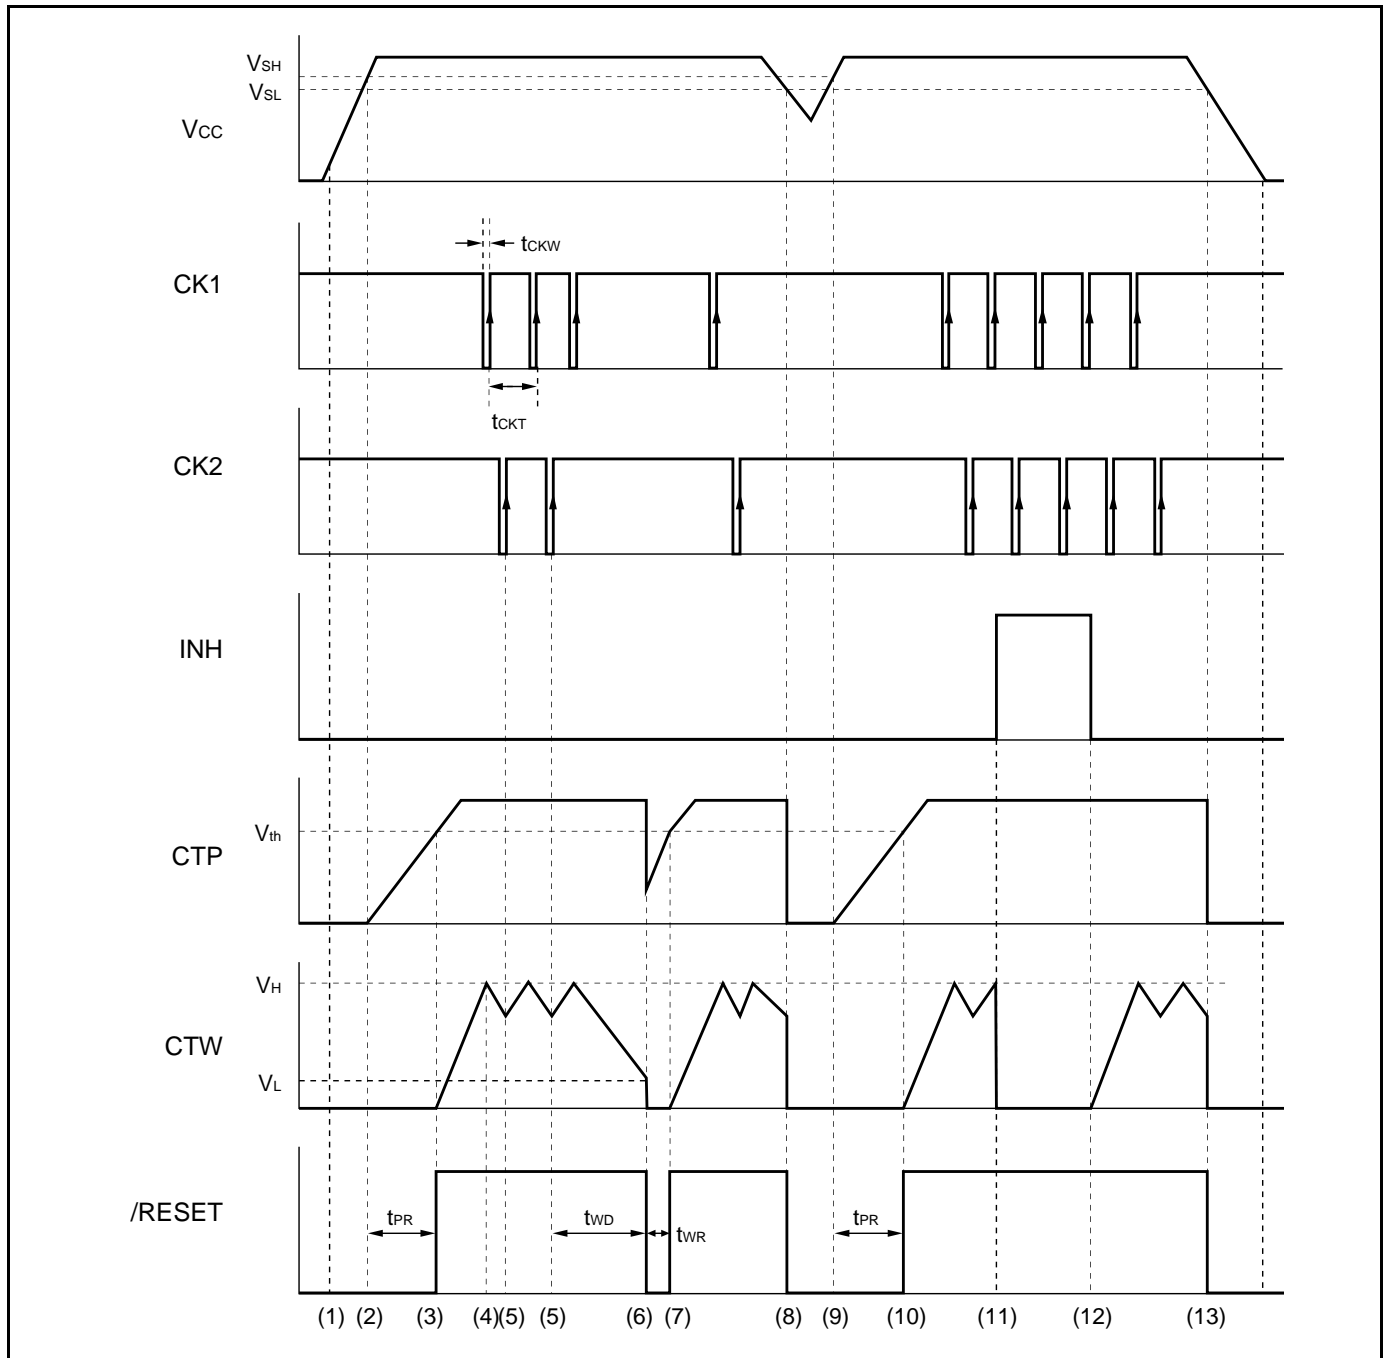 VSH
VSL
VCC
tCKW
CK1
tCKT
CK2
INH
Vth
CTP
VH
CTW
VL
/RESET
tPR tWD tWR tPR
(1) (2) (3) (4)(5) (5) (6) (7) (8) (9) (10) (11) (12) (13)